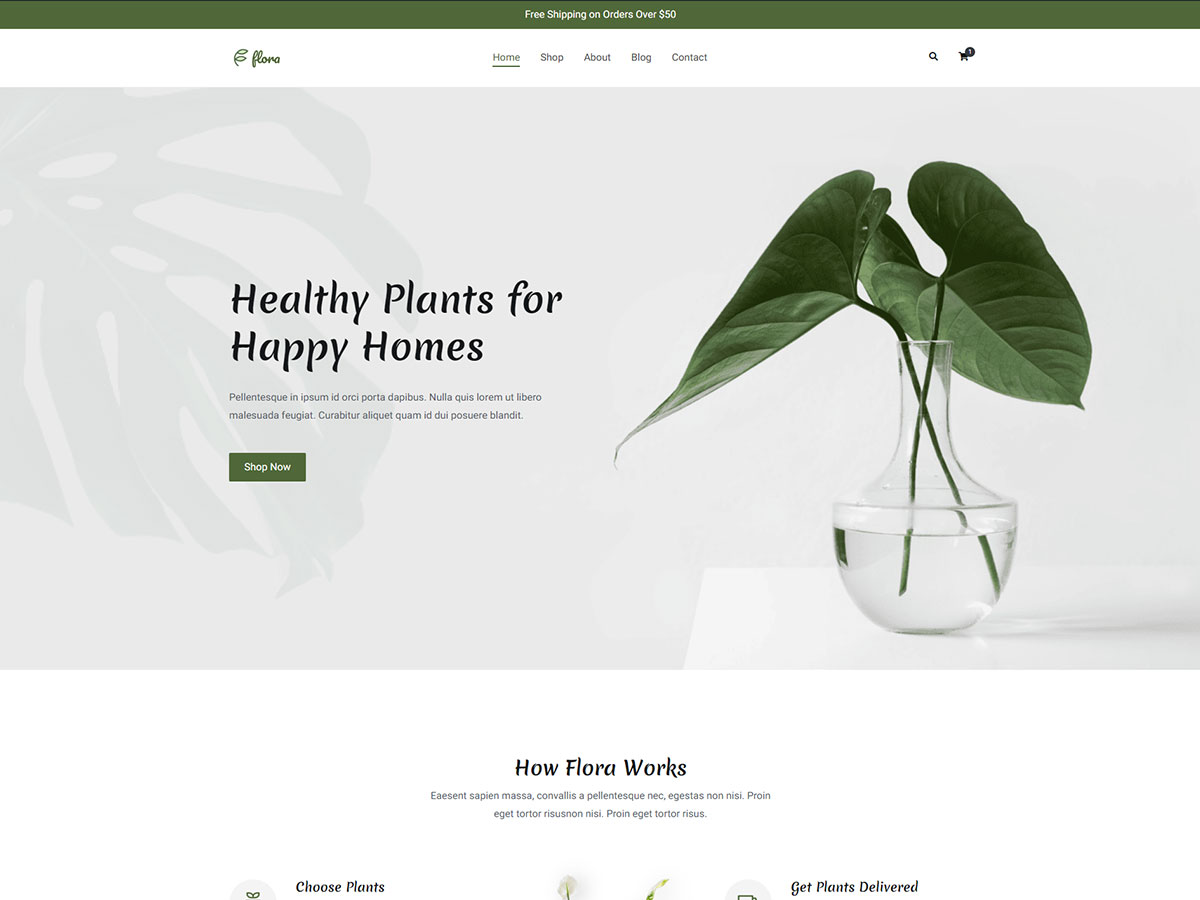 Free Shipping on Orders Over $50
flora
Home Shop About Blog Contact
1
Healthy Plants for
Happy Homes
Pellentesque in ipsum id orci porta dapibus. Nulla quis lorem ut libero
malesuada feugiat. Curabitur aliquet quam id dui posuere blandit.
Shop Now
How Flora Works
Eaesent sapien massa, convallis a pellentesque nec, egestas non nisi. Proin
eget tortor risusnon nisi. Proin eget tortor risus.
Choose Plants
Get Plants Delivered